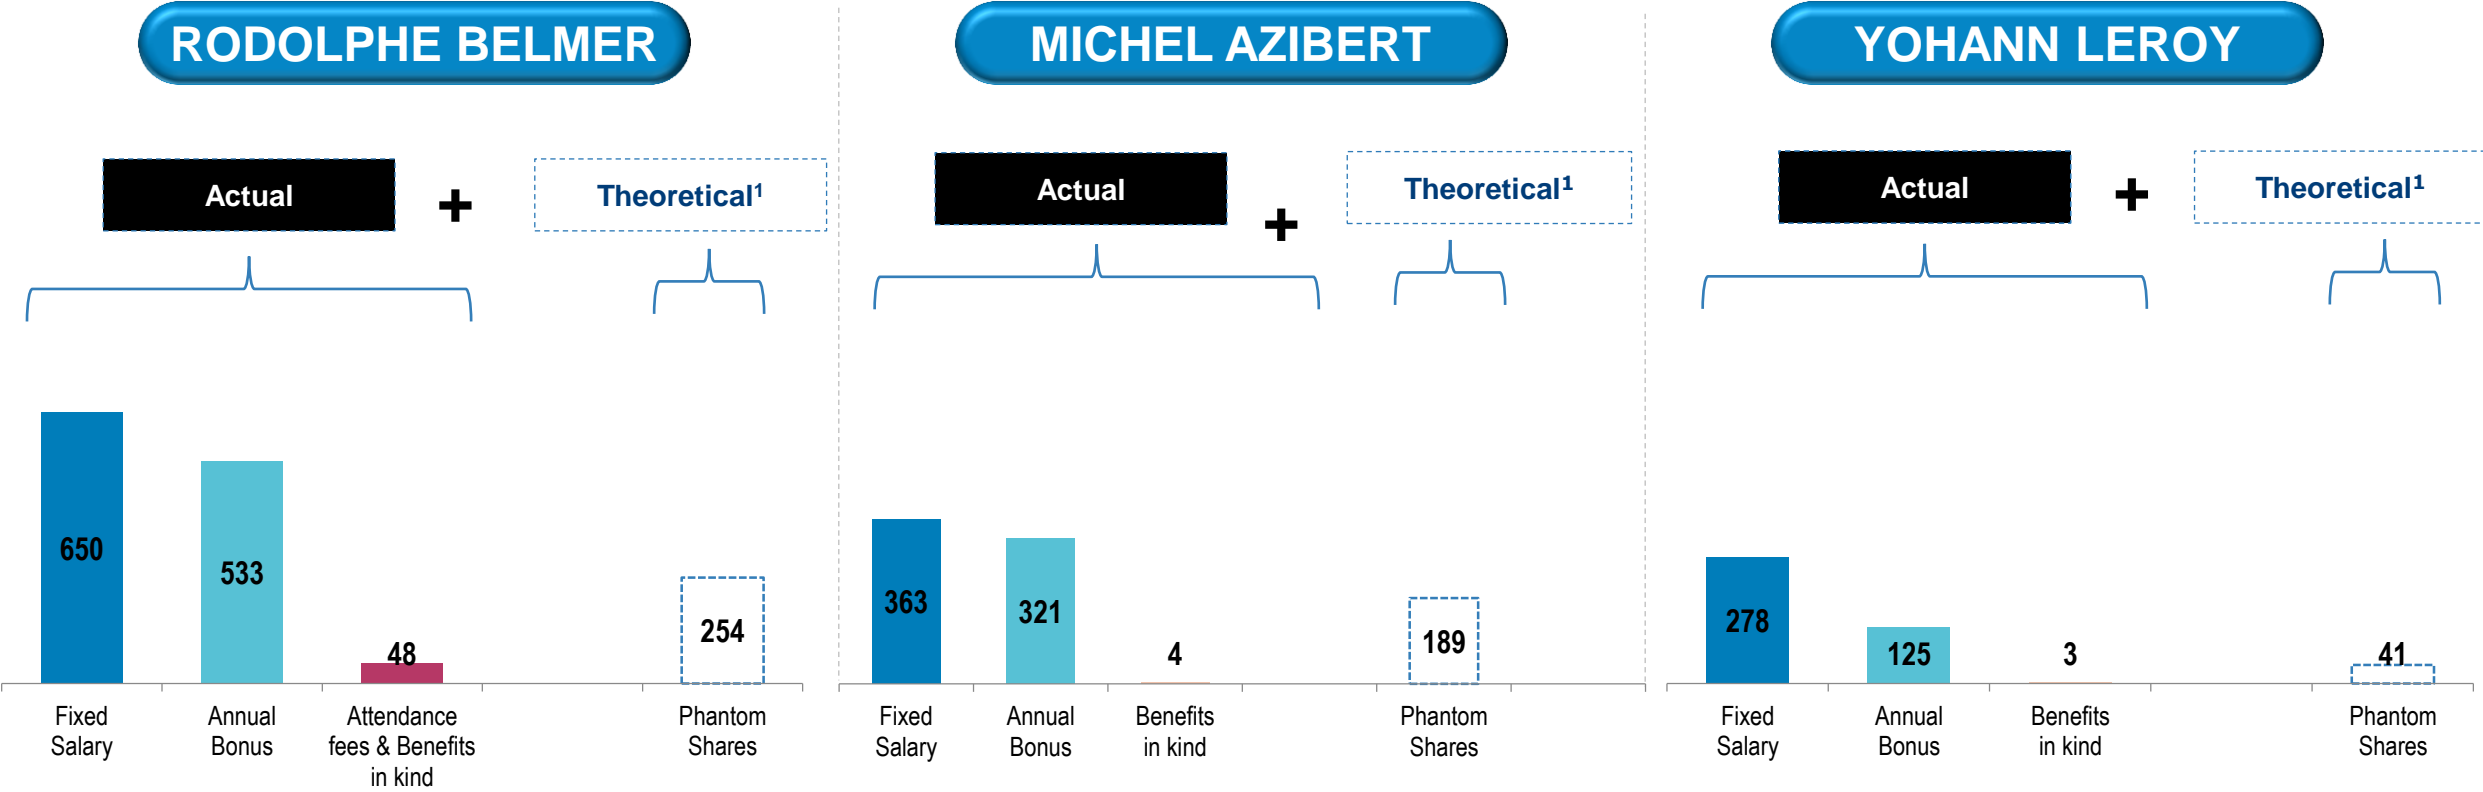 RODOLPHE BELMER
Actual
+
Theoretical¹
650
533
48
254
Fixed
Salary
Annual
Bonus
Attendance
fees & Benefits
in kind
Phantom
Shares
MICHEL AZIBERT
Actual
+
Theoretical¹
363
321
4
189
Fixed
Salary
Annual
Bonus
Benefits
in kind
Phantom
Shares
YOHANN LEROY
Actual
+
Theoretical¹
278
125
3
41
Fixed
Salary
Annual
Bonus
Benefits
in kind
Phantom
Shares